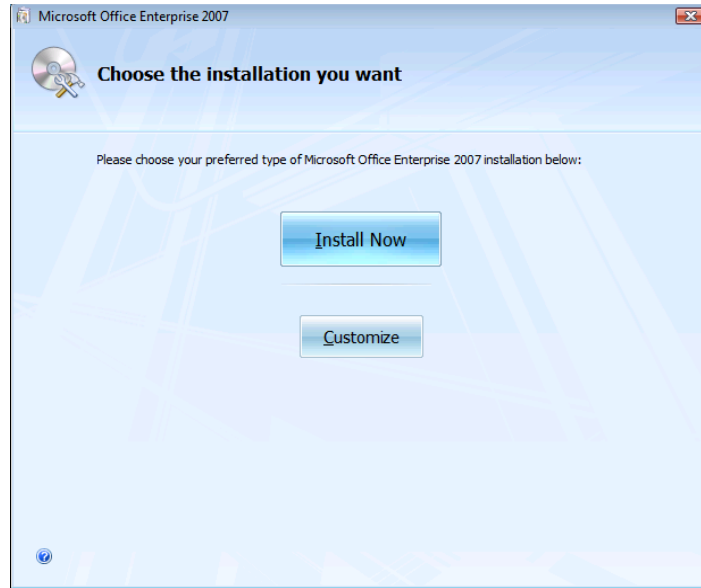 Microsoft Office Enterprise 2007
Choose the installation you want
Please choose your preferred type of Microsoft Office Enterprise 2007 installation below:
Install Now
Customize